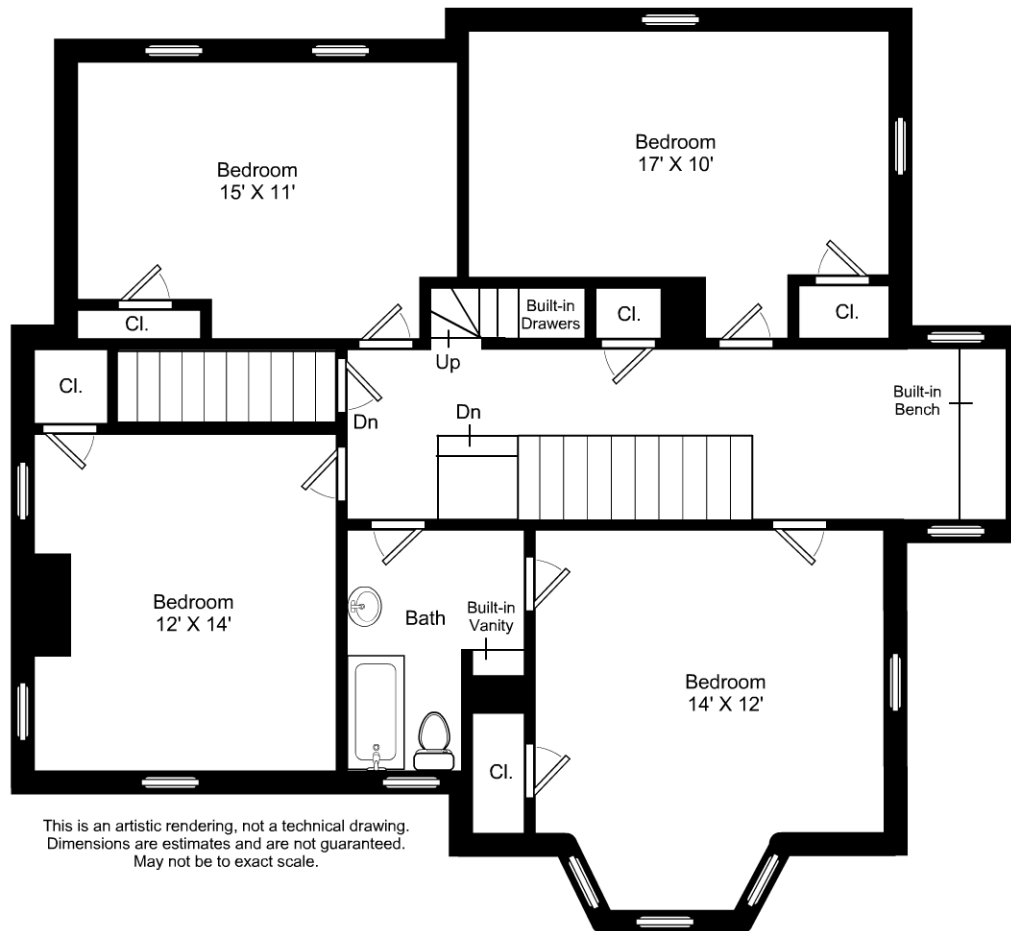 Bedroom
15' X 11'
Bedroom
17' X 10'
Cl.
Built-in
Drawers
Cl.
Cl.
Up
Cl.
Dn
Dn
Built-in
Bench
Bedroom
12' X 14'
Bath
Built-in
Vanity
Bedroom
14' X 12'
Cl.
This is an artistic rendering, not a technical drawing.
Dimensions are estimates and are not guaranteed.
May not be to exact scale.